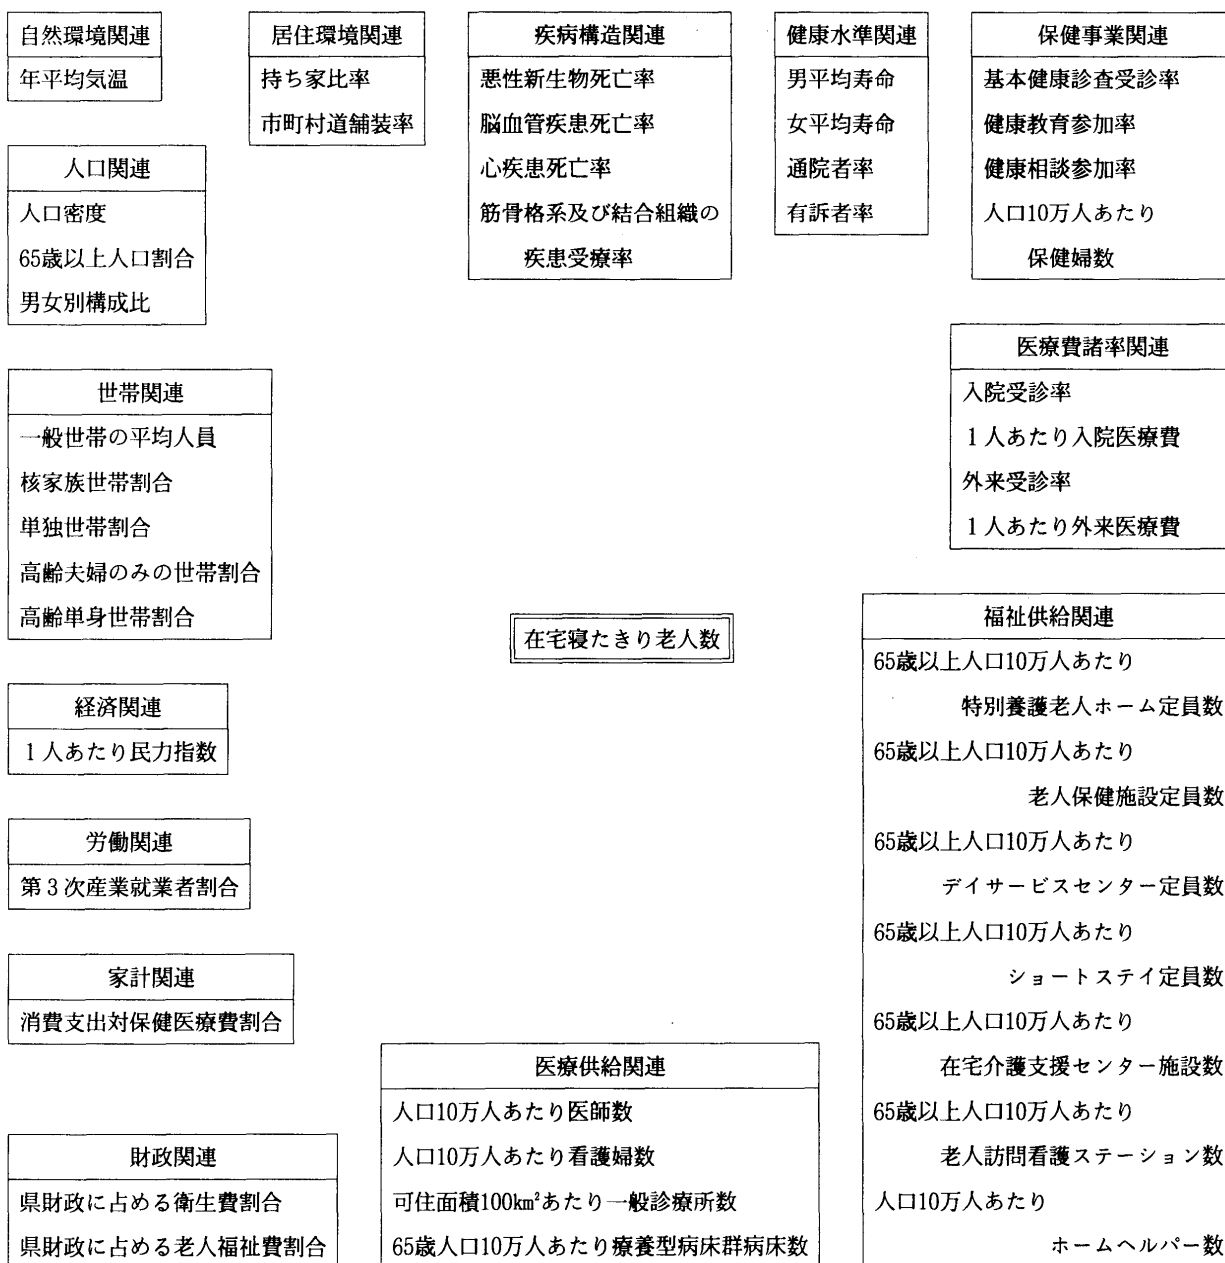 自然環境関連
年平均気温
居住環境関連
持ち家比率
市町村道舗装率
疾病構造関連
悪性新生物死亡率
脳血管疾患死亡率
心疾患死亡率
筋骨格系及び結合組織の
疾患受療率
健康水準関連
男平均寿命
女平均寿命
通院者率
有訴者率
保健事業関連
基本健康診査受診率
健康教育参加率
健康相談参加率
人口10万人あたり
保健婦数
人口関連
人口密度
65歳以上人口割合
男女別構成比
医療費諸率関連
入院受診率
1人あたり入院医療費
外来受診率
1人あたり外来医療費
世帯関連
一般世帯の平均人員
核家族世帯割合
単独世帯割合
高齢夫婦のみの世帯割合
高齢単身世帯割合
在宅寝たきり老人数
福祉供給関連
65歳以上人口10万人あたり
特別養護老人ホーム定員数
65歳以上人口10万人あたり
老人保健施設定員数
65歳以上人口10万人あたり
デイサービスセンター定員数
65歳以上人口10万人あたり
ショートステイ定員数
65歳以上人口10万人あたり
在宅介護支援センター施設数
65歳以上人口10万人あたり
老人訪問看護ステーション数
人口10万人あたり
ホームヘルパー数
経済関連
1人あたり民力指数
労働関連
第3次産業就業者割合
家計関連
消費支出対保健医療費割合
医療供給関連
人口10万人あたり医師数
人口10万人あたり看護婦数
可住面積100km²あたり一般診療所数
65歳人口10万人あたり療養型病床群病床数
財政関連
県財政に占める衛生費割合
県財政に占める老人福祉費割合